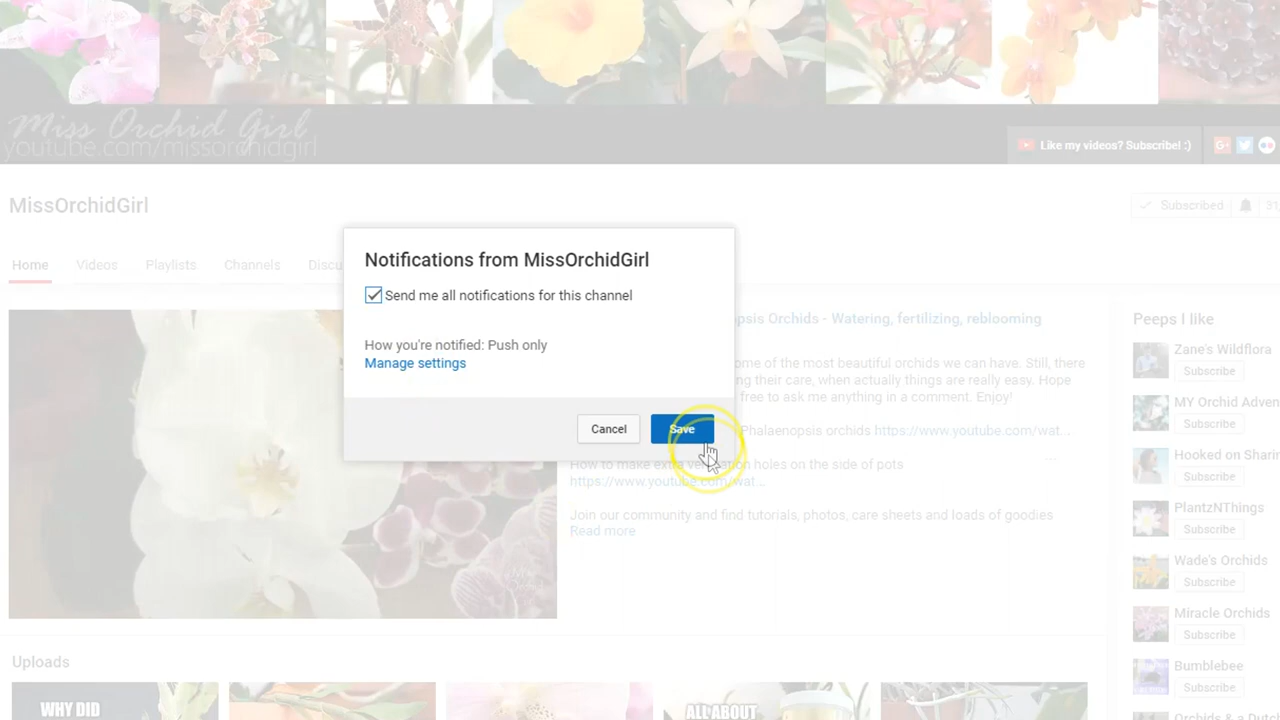 Miss Orchid Girl
youtube.com/missorchidgirl
Like my videos? Subscribe! :)
MissOrchidGirl
Subscribed
31,
Home
Videos
Playlists
Channels
Discu
Notifications from MissOrchidGirl
Send me all notifications for this channel
How you're notified: Push only
Manage settings
Cancel
Save
psis Orchids - Watering, fertilizing, reblooming
ome of the most beautiful orchids we can have. Still, there
ng their care, when actually things are really easy. Hope
free to ask me anything in a comment. Enjoy!
Phalaenopsis orchids https://www.youtube.com/wat...
How to make extra ventilation holes on the side of pots
https://www.youtube.com/wat...
Join our community and find tutorials, photos, care sheets and loads of goodies
Read more
Peeps I like
Zane's Wildflora
Subscribe
MY Orchid Adven
Subscribe
Hooked on Sharin
Subscribe
PlantzNThings
Subscribe
Wade's Orchids
Subscribe
Miracle Orchids
Subscribe
Bumblebee
Subscribe
Orchids & a Dutch
Uploads
WHY DID
ALL ABOUT